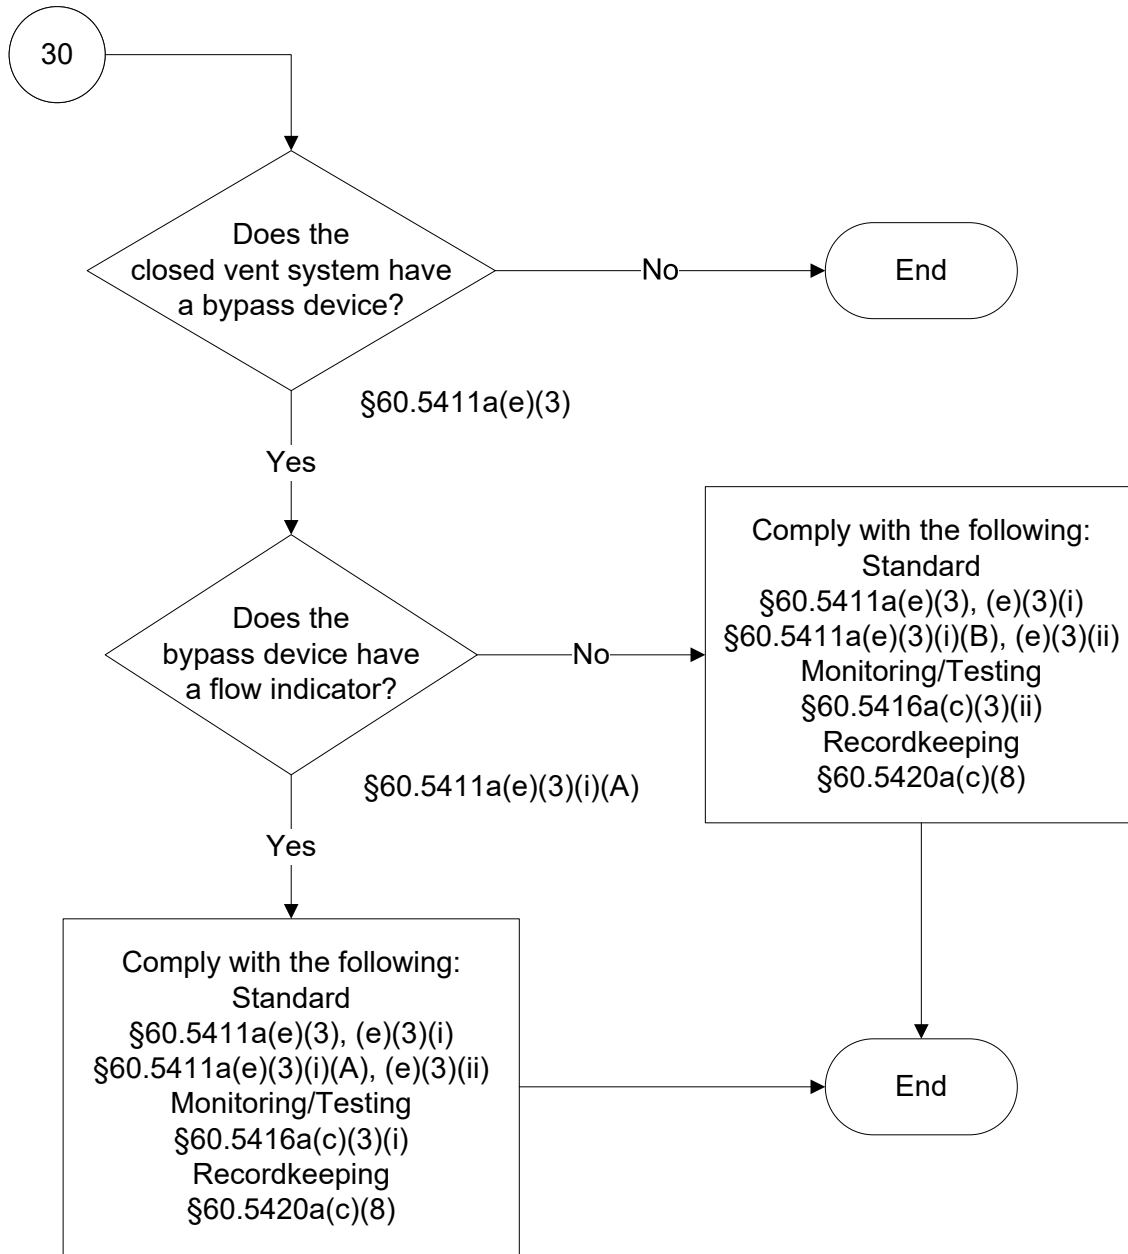 30
Does the
closed vent system have
a bypass device?
No
End
§60.5411a(e)(3)
Yes
Does the
bypass device have
a flow indicator?
No
Comply with the following:
Standard
§60.5411a(e)(3), (e)(3)(i)
§60.5411a(e)(3)(i)(B), (e)(3)(ii)
Monitoring/Testing
§60.5416a(c)(3)(ii)
Recordkeeping
§60.5420a(c)(8)
§60.5411a(e)(3)(i)(A)
Yes
Comply with the following:
Standard
§60.5411a(e)(3), (e)(3)(i)
§60.5411a(e)(3)(i)(A), (e)(3)(ii)
Monitoring/Testing
§60.5416a(c)(3)(i)
Recordkeeping
§60.5420a(c)(8)
End